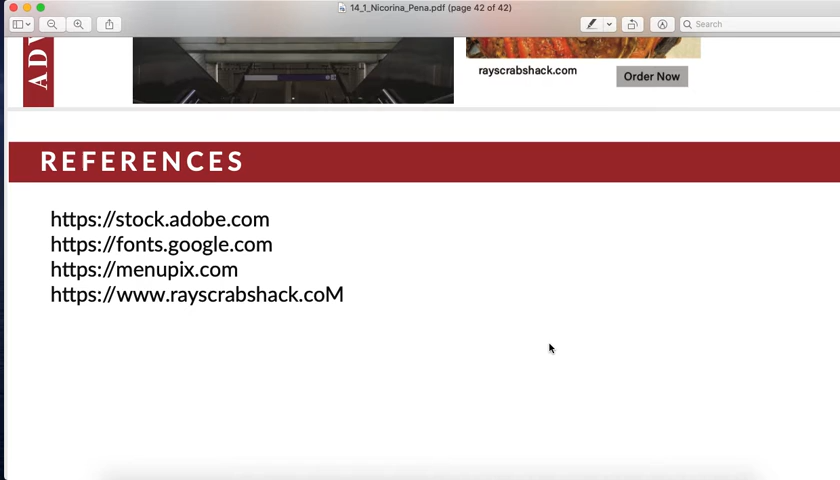 14_1_Nicorina_Pena.pdf (page 42 of 42)
Search
ADV
rayscrabshack.com
Order Now
REFERENCES
https://stock.adobe.com
https://fonts.google.com
https://menupix.com
https://www.rayscrabshack.coM